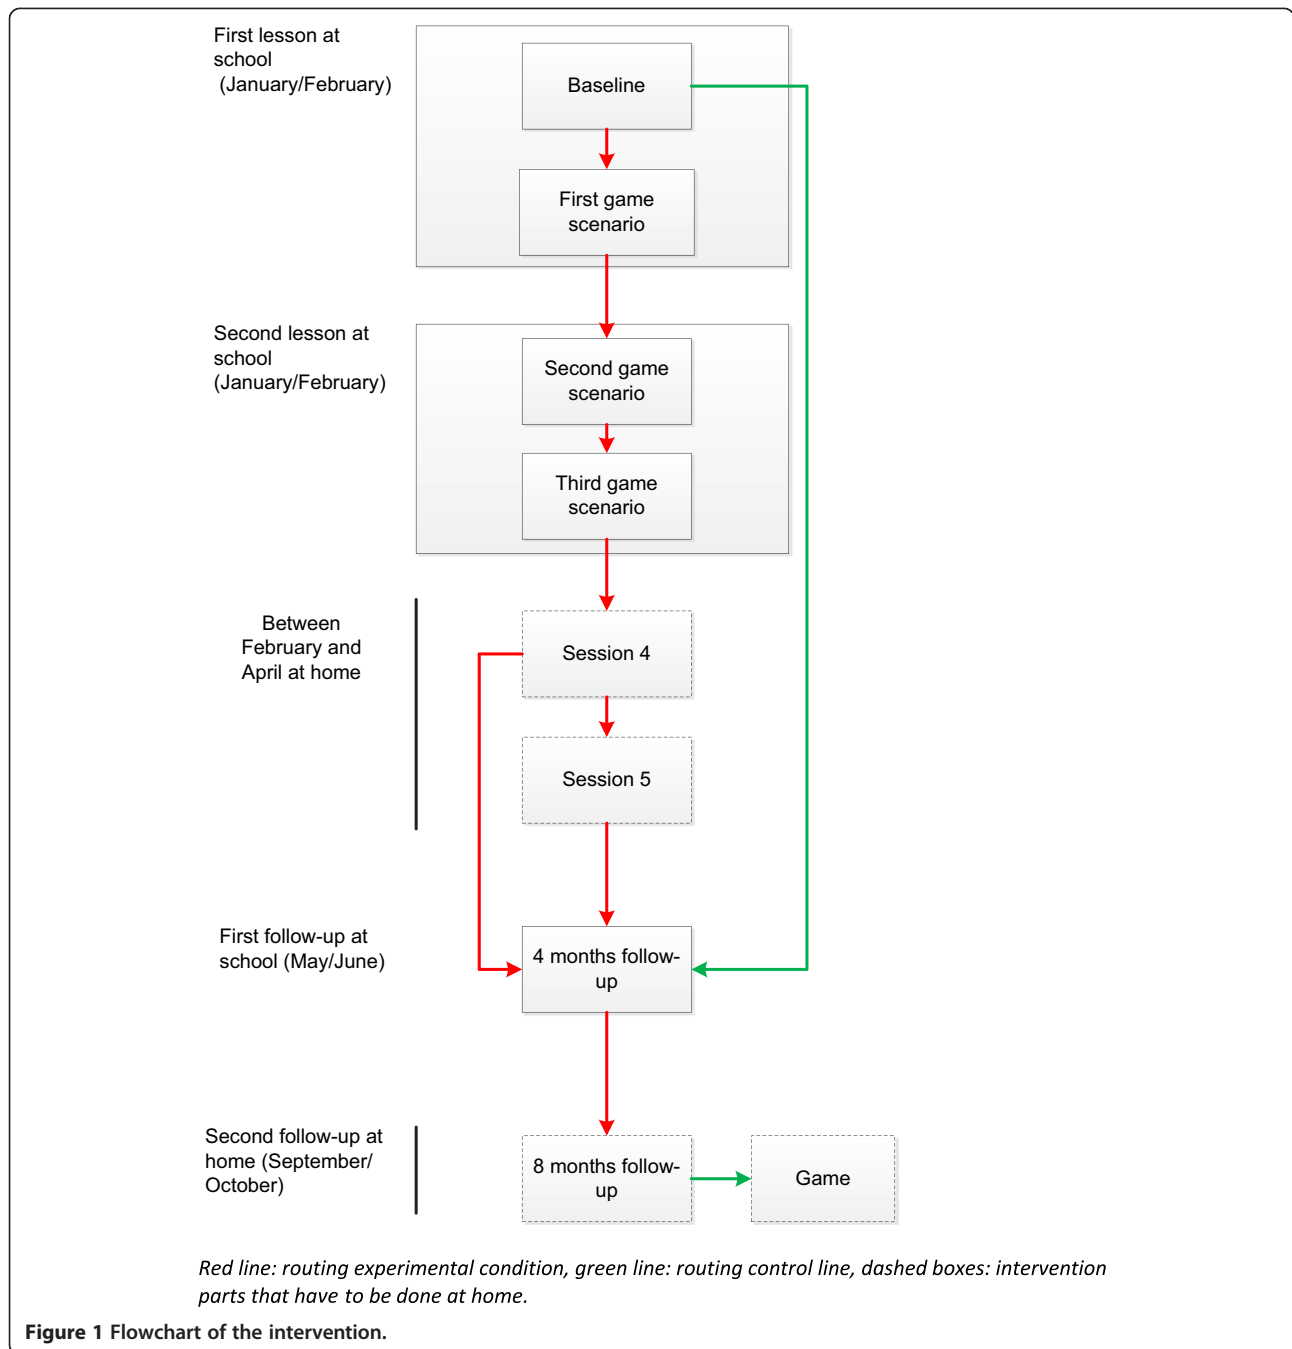 First lesson at
school
(January/February)
Baseline
First game
scenario
Second lesson at
school
(January/February)
Second game
scenario
Third game
scenario
Between
February and
April at home
Session 4
Session 5
First follow-up at
school (May/June)
4 months follow-
up
Second follow-up at
home (September/
October)
8 months follow-
up
Game
Red line: routing experimental condition, green line: routing control line, dashed boxes: intervention
parts that have to be done at home.
Figure 1 Flowchart of the intervention.